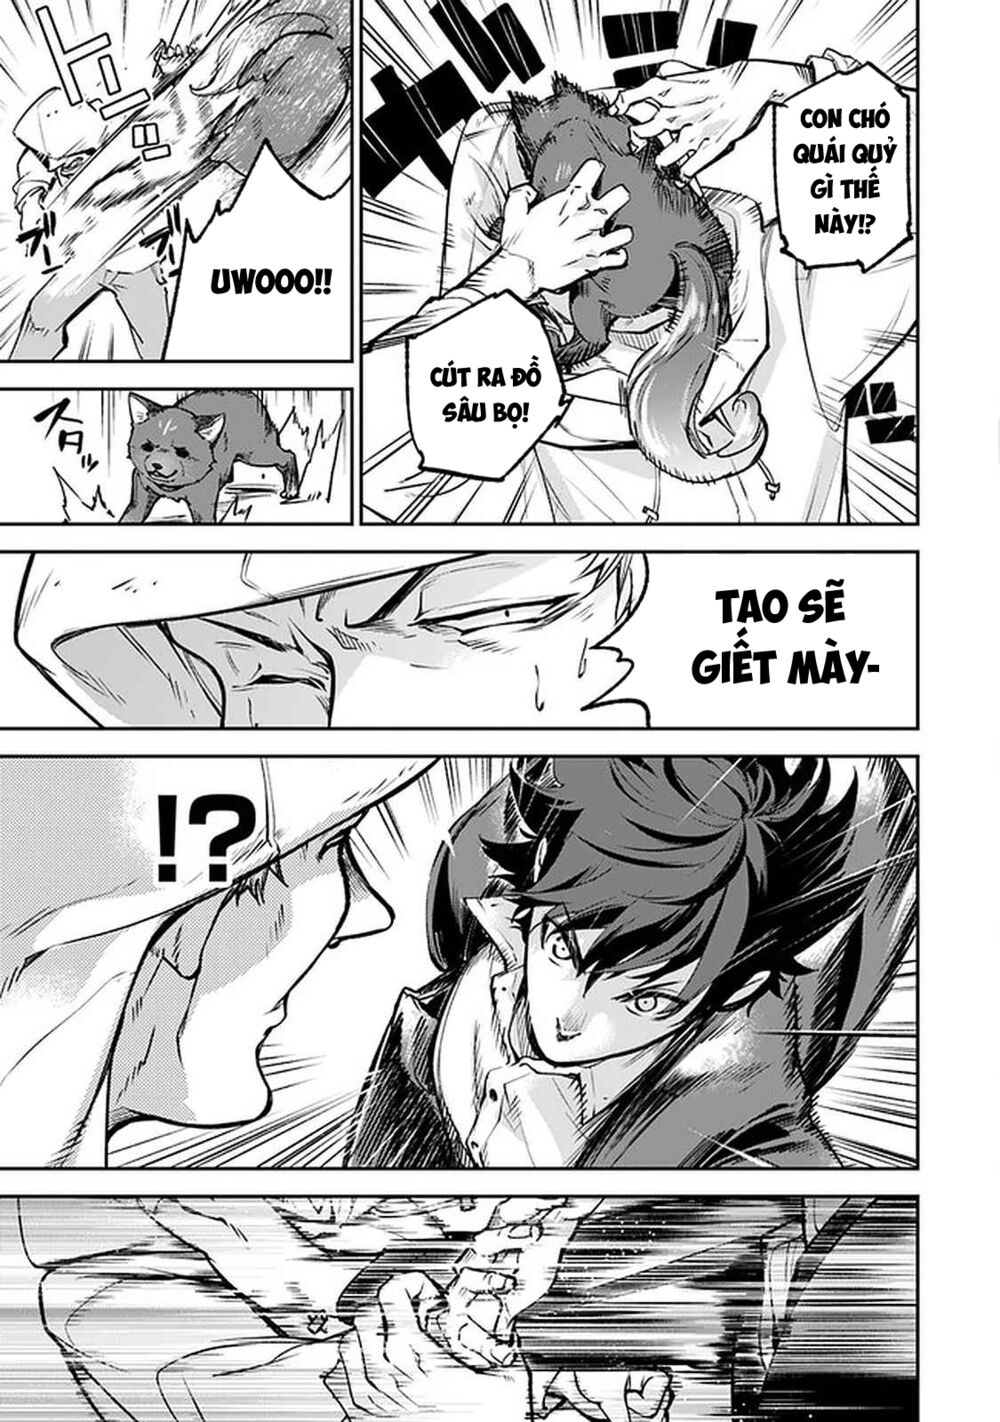 CON CHÓ
QUÁI QUỶ
GÌ THẾ
NÀY!?
CÚT RA ĐỒ
SÂU BỌ!
UWOOO!!
TAO SẼ
GIẾT MÀY-
!?